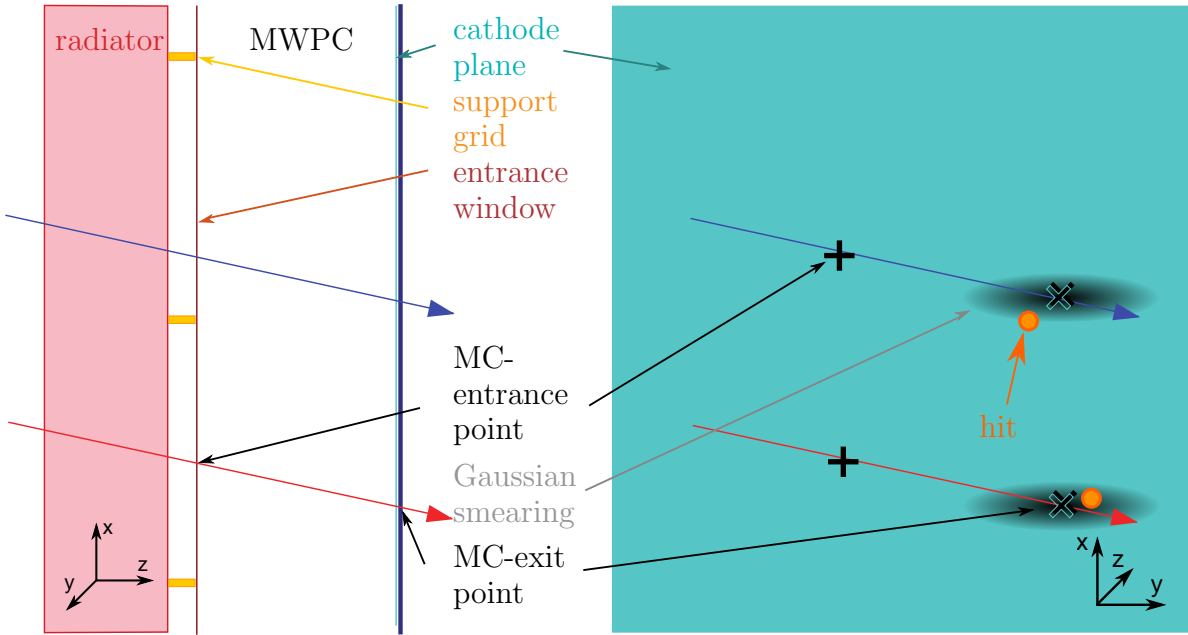 radiator
MWPC
cathode
plane
support
grid
entrance
window
MC-
entrance
point
Gaussian
smearing
MC-exit
point
hit
x
y
z
x
z
y